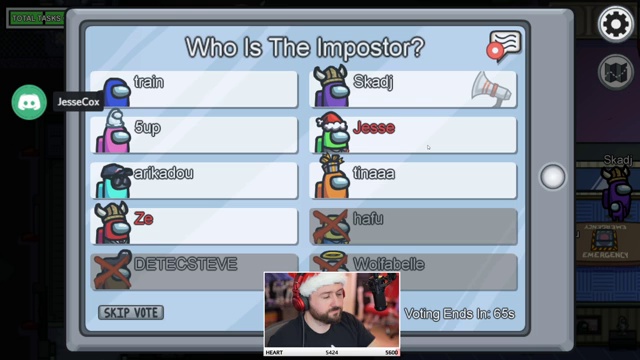 TOTAL TASKS
Who Is The Impostor?
train
Skadj
JesseCox
5up
Jesse
arikadou
tinaaa
Skadj
Ze
hafu
EMERGENCY
DETECSTEVE
Wolfabelle
SKIP VOTE
Voting Ends In: 65s
HEART 5424 5600